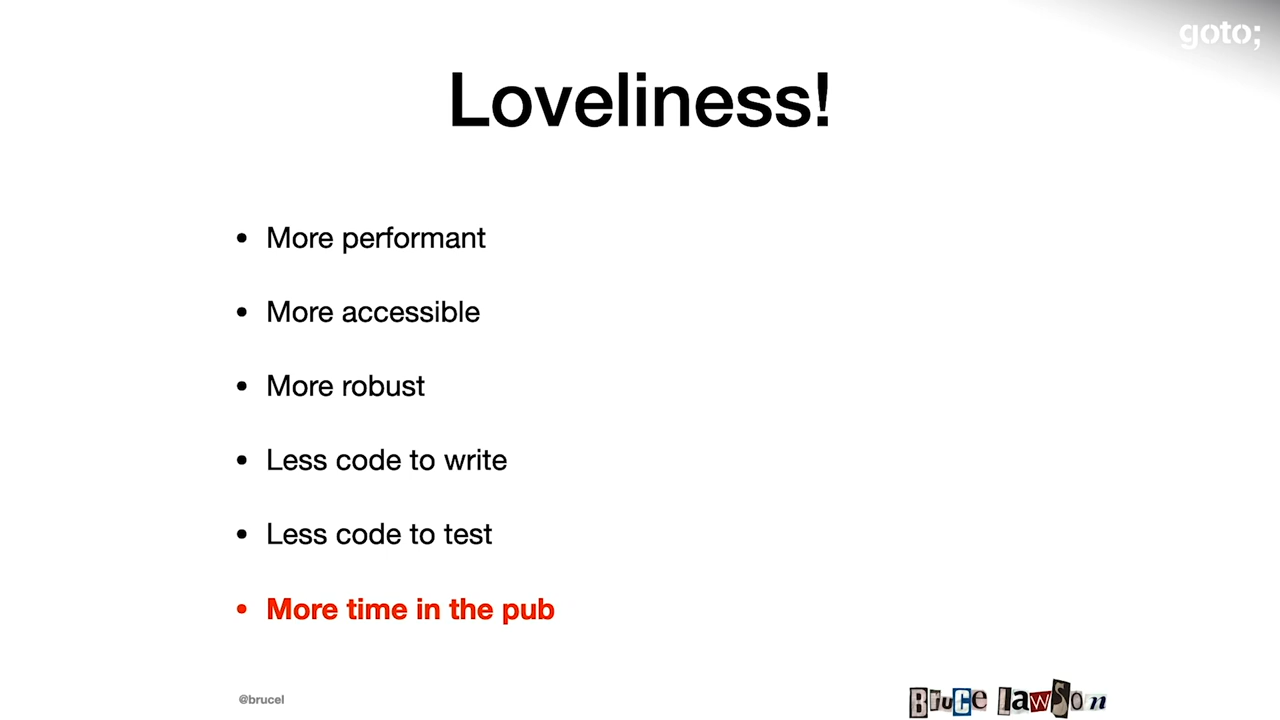 goto;
Loveliness!
• More performant
• More accessible
• More robust
• Less code to write
• Less code to test
• More time in the pub
@brucel
BruCe LawSon